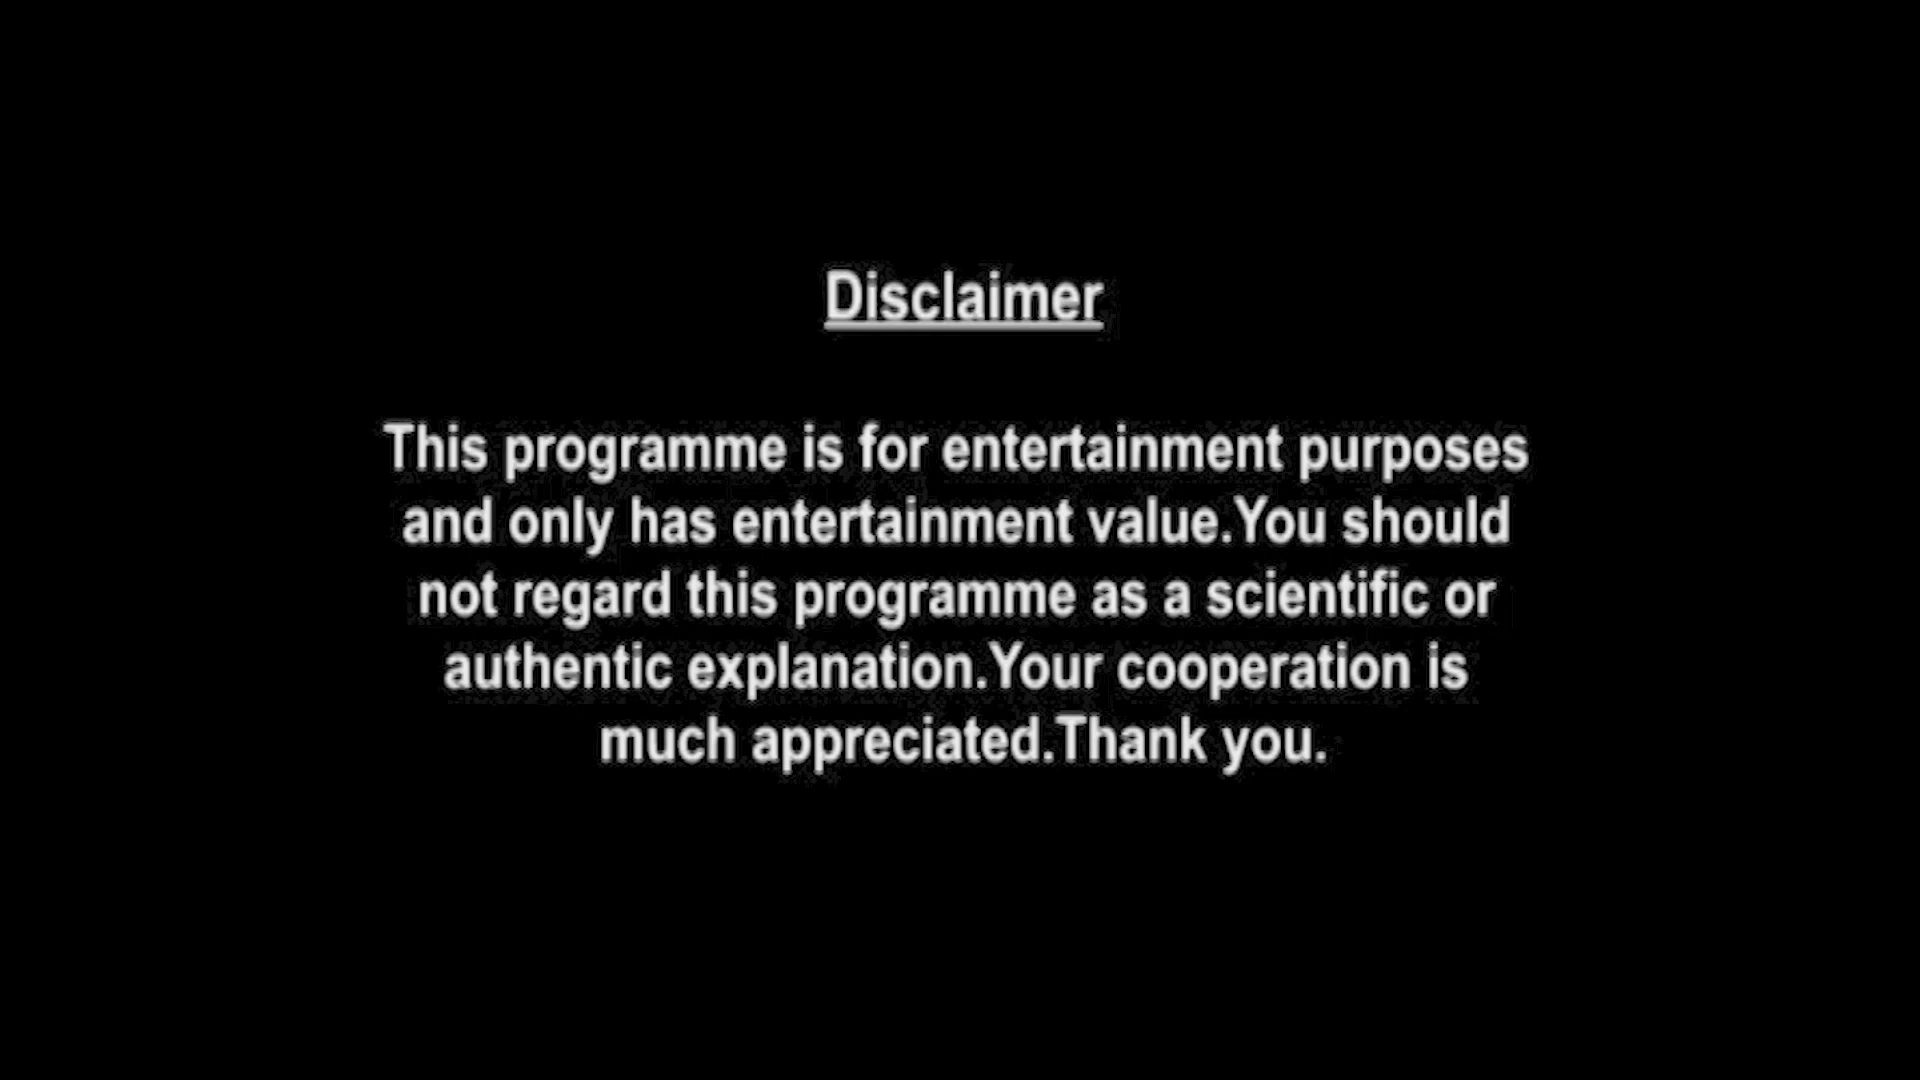 Disclaimer
This programme is for entertainment purposes
and only has entertainment value.You should
not regard this programme as a scientific or
authentic explanation.Your cooperation is
much appreciated.Thank you.